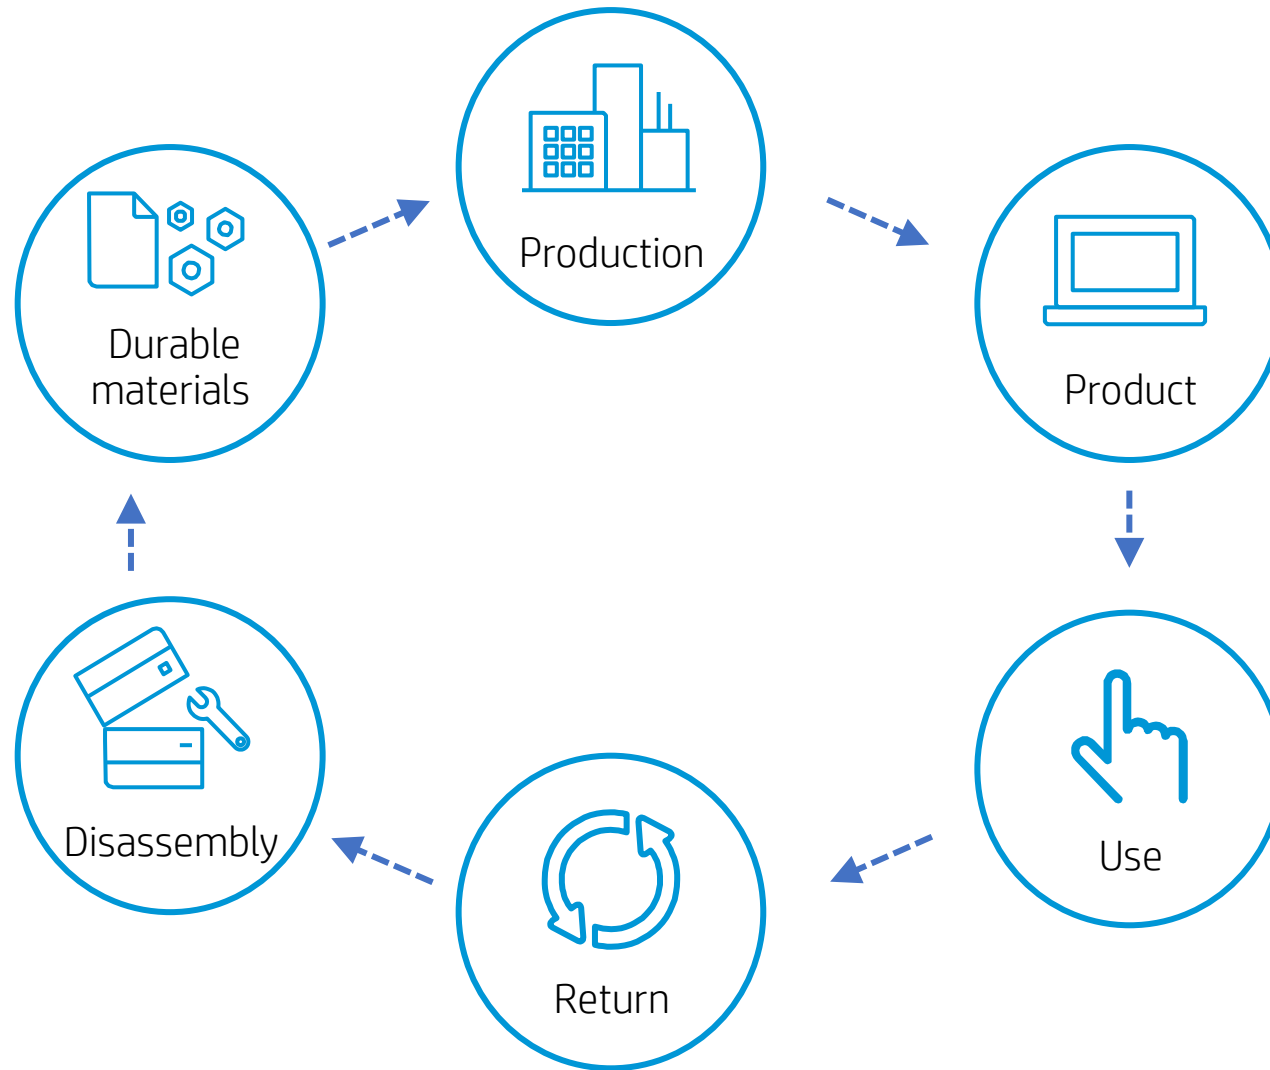 Production
Durable
materials
Product
Disassembly
Use
Return